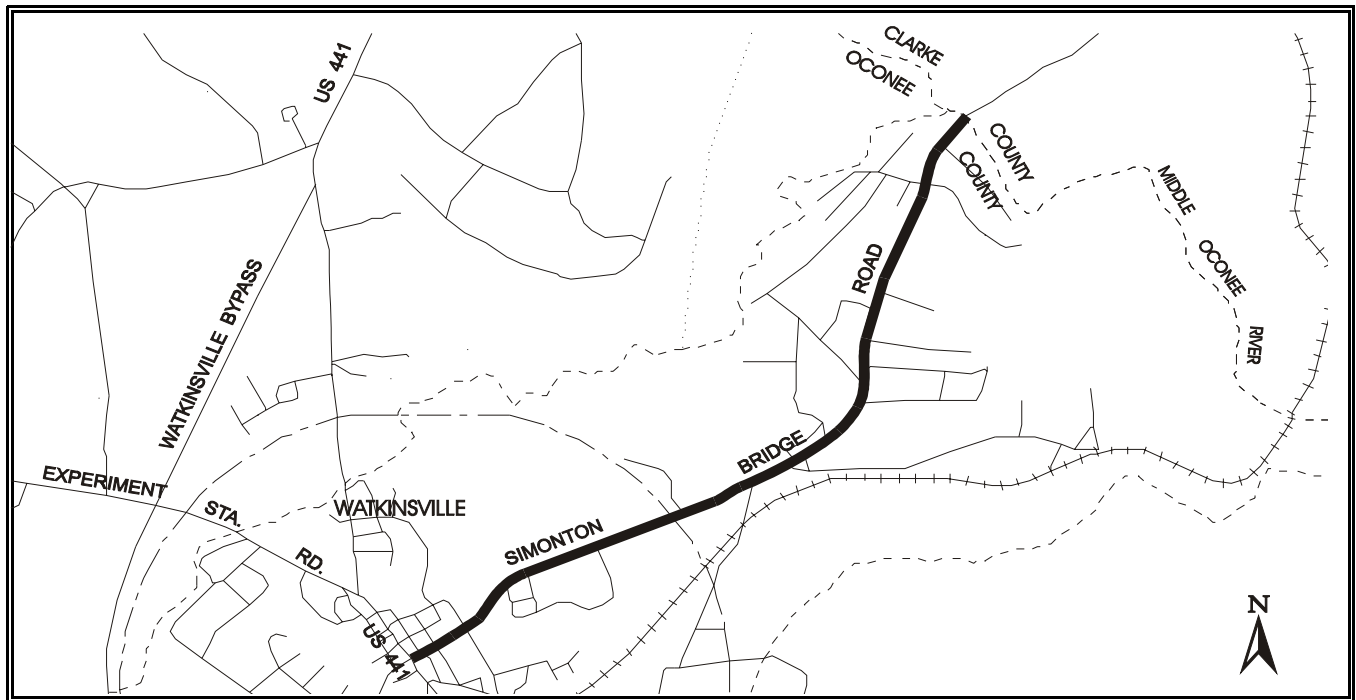 US 441
CLARKE
OCONEE
COUNTY
COUNTY
MIDDLE
OCONEE
RIVER
ROAD
WATKINSVILLE BYPASS
BRIDGE
EXPERIMENT
STA.
RD.
WATKINSVILLE
SIMONTON
US 441
N